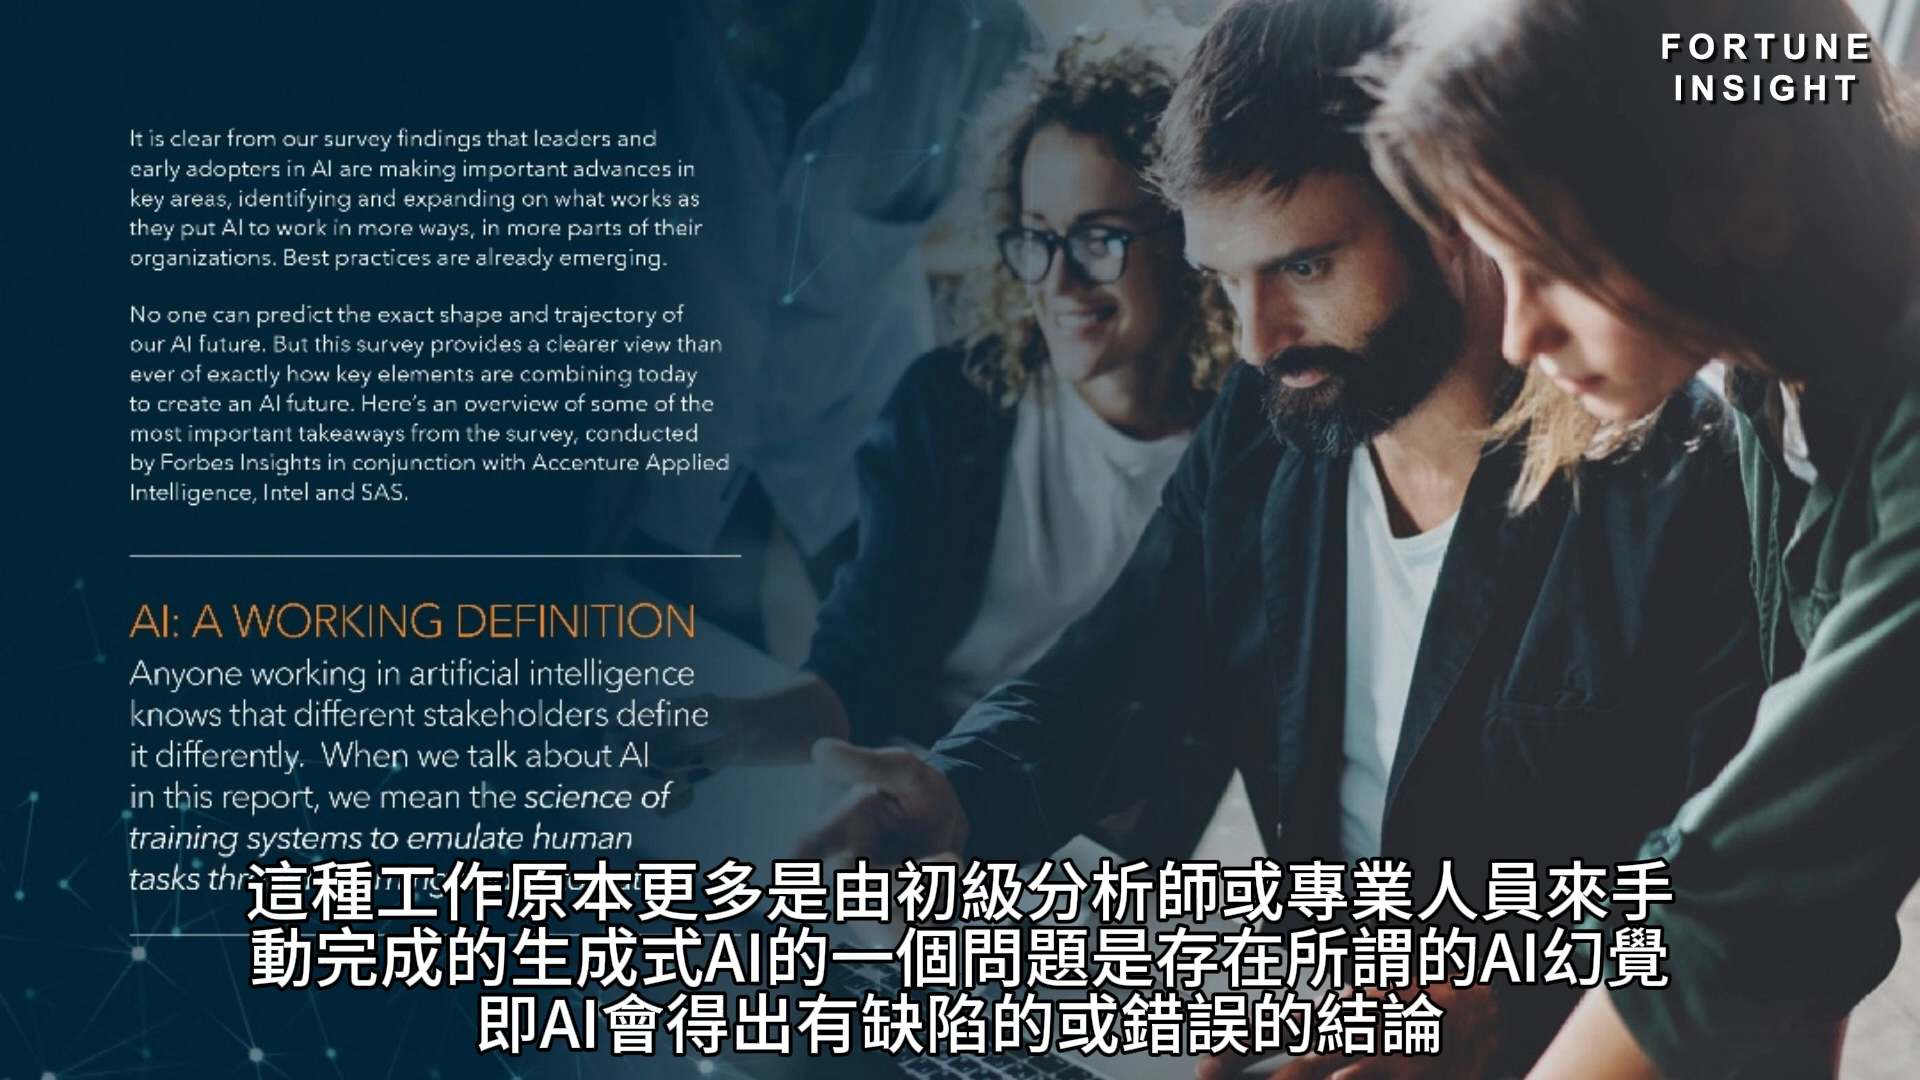 FORTUNE
INSIGHT
It is clear from our survey findings that leaders and
early adopters in AI are making important advances in
key areas, identifying and expanding on what works as
they put AI to work in more ways, in more parts of their
organizations. Best practices are already emerging.
No one can predict the exact shape and trajectory of
our AI future. But this survey provides a clearer view than
ever of exactly how key elements are combining today
to create an AI future. Here's an overview of some of the
most important takeaways from the survey, conducted
by Forbes Insights in conjunction with Accenture Applied
Intelligence, Intel and SAS.
AI: A WORKING DEFINITION
Anyone working in artificial intelligence
knows that different stakeholders define
it differently. When we talk about AI
in this report, we mean the science of
training systems to emulate human
tasks
這種工作原本更多是由初級分析師或專業人員來手
動完成的生成式AI的一個問題是存在所謂的AI幻覺
即AI會得出有缺陷的或錯誤的結論